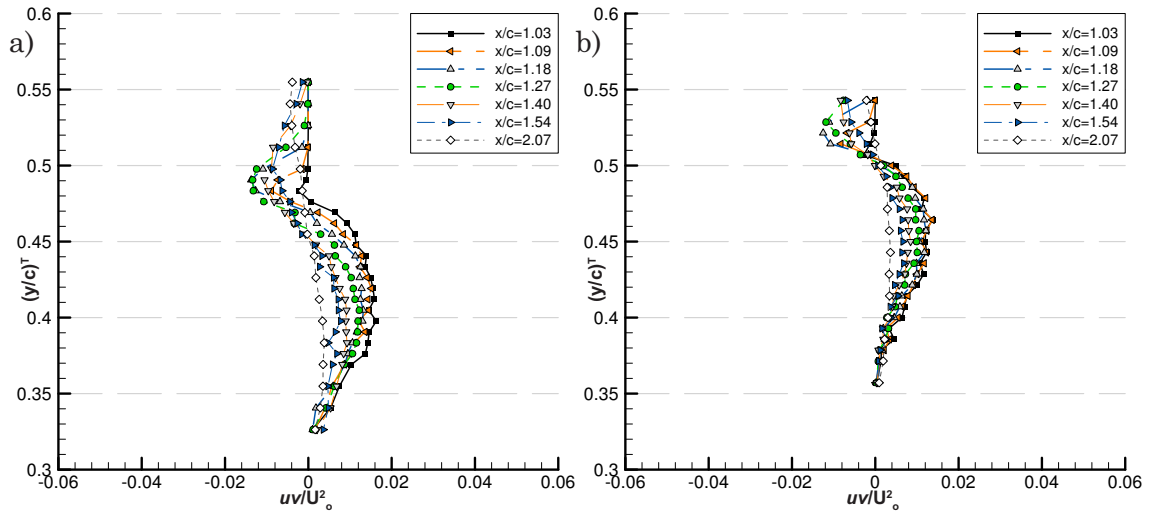 a)
0.6
0.55
0.5
0.45
0.4
0.35
0.3
(y/c)ᵀ
-0.06
-0.04
-0.02
0
0.02
0.04
0.06
uv/U²ₒ
x/c=1.03
x/c=1.09
x/c=1.18
x/c=1.27
x/c=1.40
x/c=1.54
x/c=2.07
b)
0.6
0.55
0.5
0.45
0.4
0.35
0.3
(y/c)ᵀ
-0.06
-0.04
-0.02
0
0.02
0.04
0.06
uv/U²ₒ
x/c=1.03
x/c=1.09
x/c=1.18
x/c=1.27
x/c=1.40
x/c=1.54
x/c=2.07